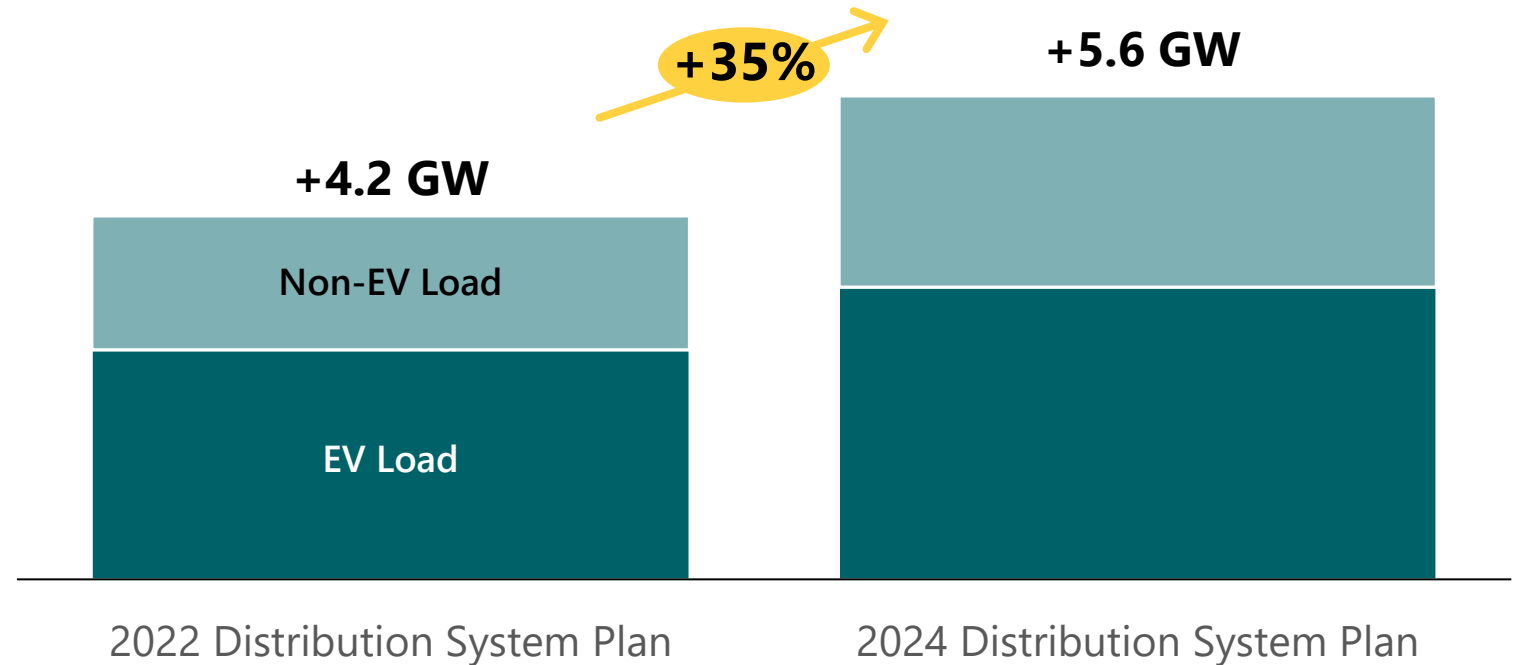 +35%
+5.6 GW
+4.2 GW
Non-EV Load
EV Load
2022 Distribution System Plan
2024 Distribution System Plan